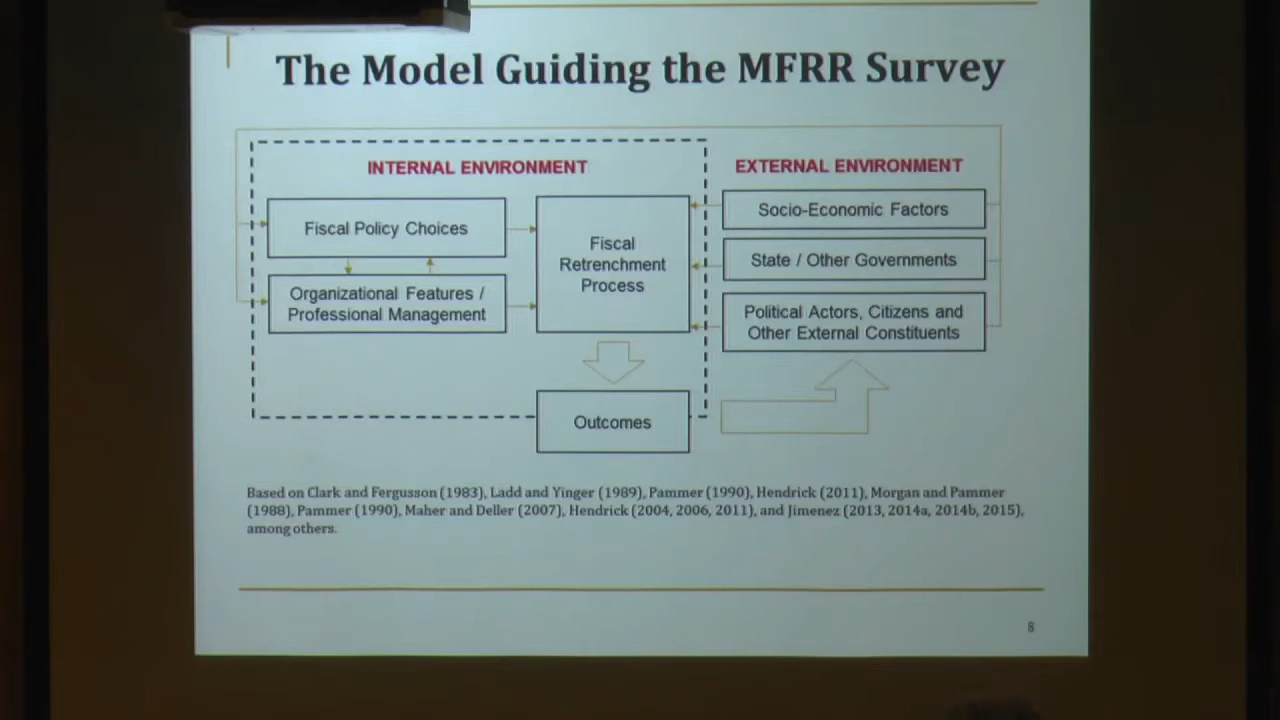 The Model Guiding the MFRR Survey
INTERNAL ENVIRONMENT
EXTERNAL ENVIRONMENT
Fiscal Policy Choices
Organizational Features /
Professional Management
Fiscal
Retrenchment
Process
Socio-Economic Factors
State / Other Governments
Political Actors, Citizens and
Other External Constituents
Outcomes
Based on Clark and Fergusson (1983), Ladd and Yinger (1989), Pammer (1990), Hendrick (2011), Morgan and Pammer
(1988), Pammer (1990), Maher and Deller (2007), Hendrick (2004, 2006, 2011), and Jimenez (2013, 2014a, 2014b, 2015),
among others.
8